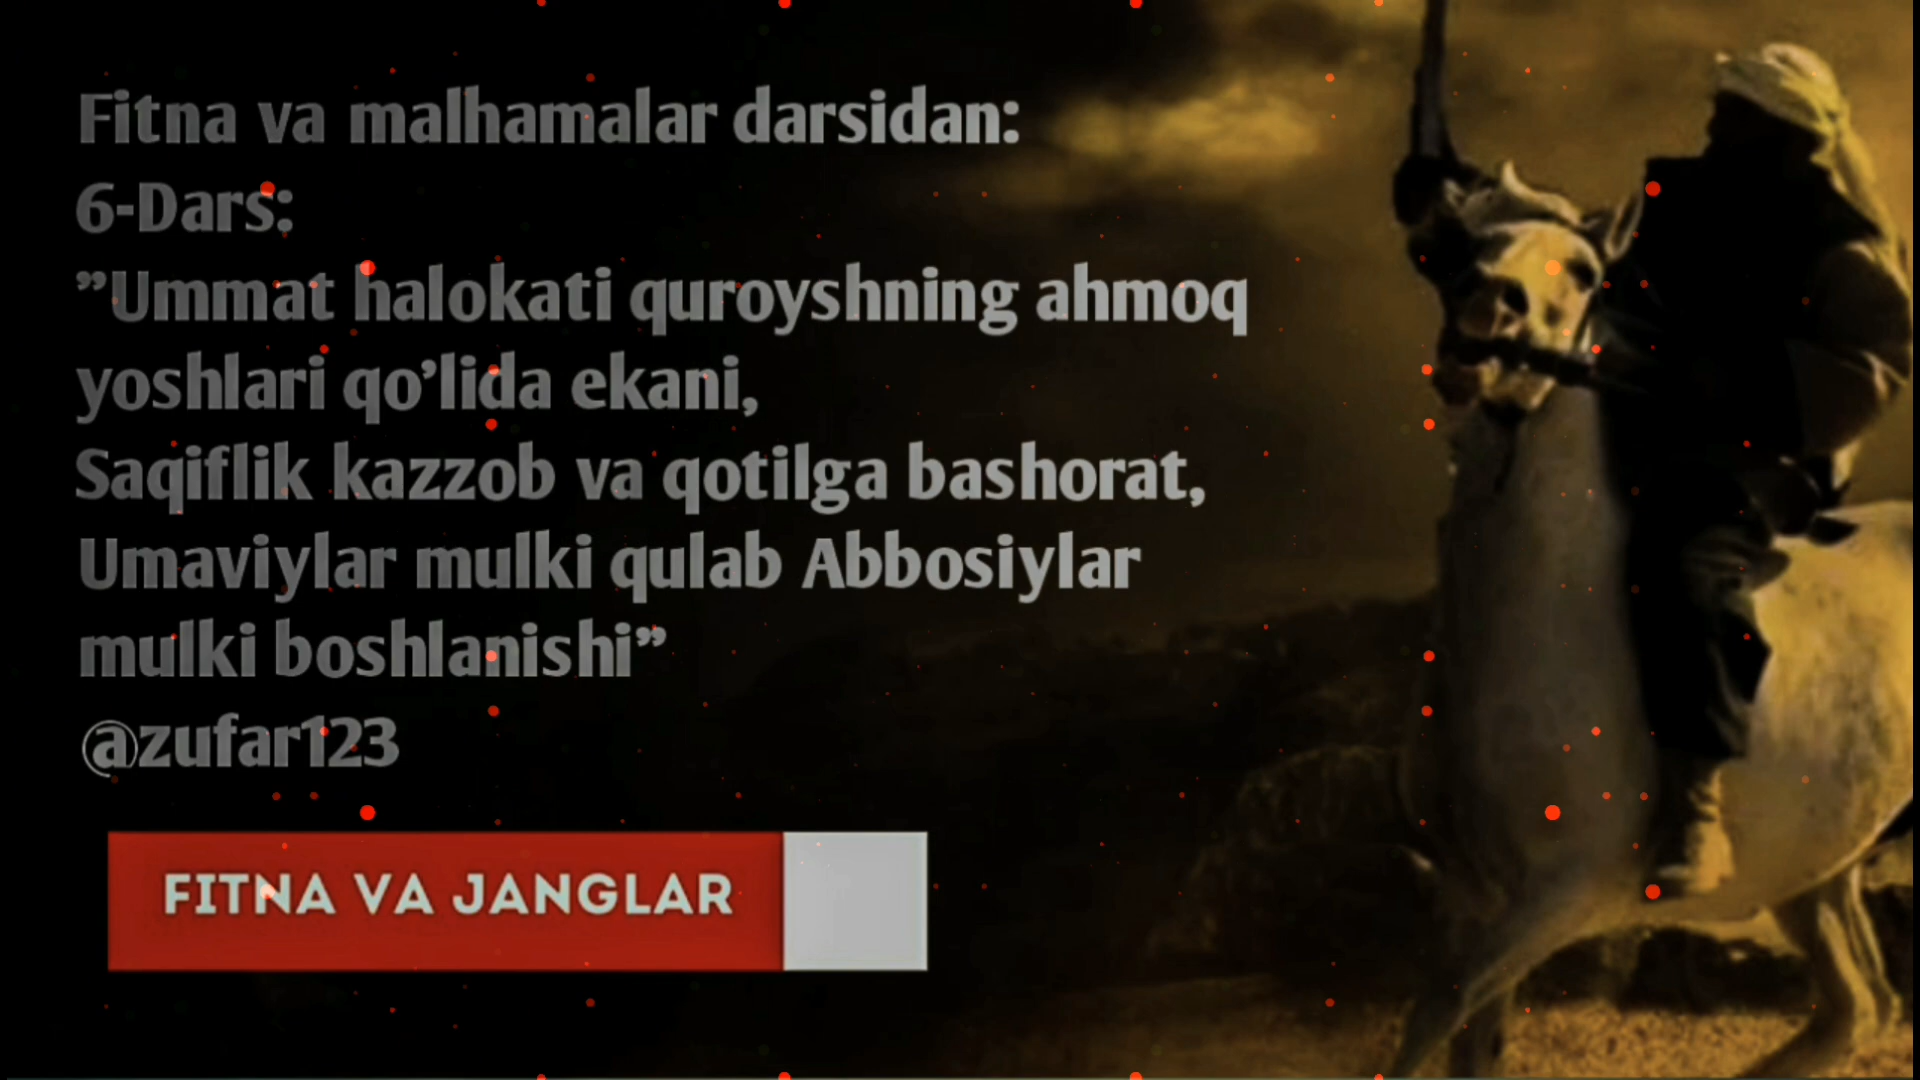 Fitna va malhamalar darsidan:
6-Dars:
”Ummat halokati quroyshning ahmoq
yoshlari qo’lida ekani,
Saqiflik kazzob va qotilga bashorat,
Umaviylar mulki qulab Abbosiylar
mulki boshlanishi”
@zufar123
FITNA VA JANGLAR